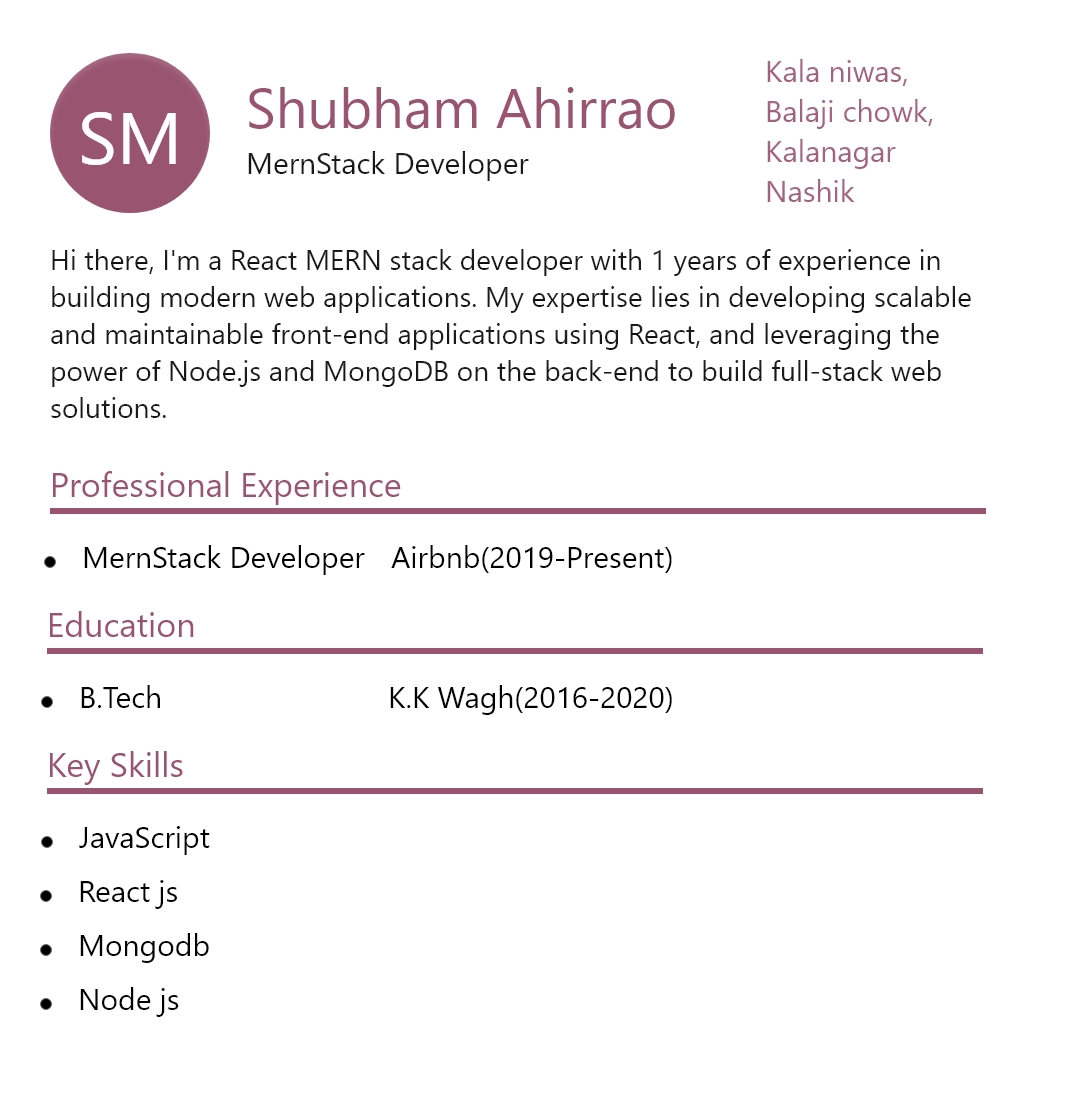 SM
Shubham Ahirrao
MernStack Developer
Kala niwas,
Balaji chowk,
Kalanagar
Nashik
Hi there, I'm a React MERN stack developer with 1 years of experience in
building modern web applications. My expertise lies in developing scalable
and maintainable front-end applications using React, and leveraging the
power of Node.js and MongoDB on the back-end to build full-stack web
solutions.
Professional Experience
MernStack Developer Airbnb(2019-Present)
Education
B.Tech K.K Wagh(2016-2020)
Key Skills
JavaScript
React js
Mongodb
Node js